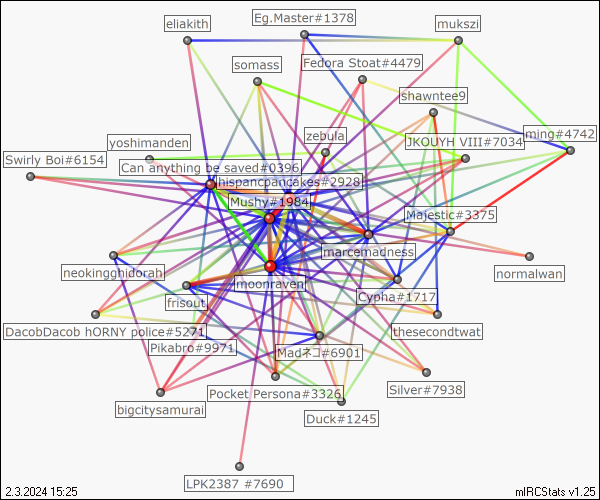 eliakith
Eg.Master#1378
mukszi
somass
Fedora Stoat#4479
shawntee9
zebula
JKOUYH VIII#7034
ming#4742
yoshimanden
Swirly Boi#6154
Can anything be saved#0396
hispancpancakes#2928
Mushy#1984
Majestic#3375
marcemadness
normalwan
neokingghidorah
moonraven
Cypha#1717
frisout
DacobDacob hORNY police#5271
thesecondtwat
Pikabro#9971
Madネコ#6901
Silver#7938
Pocket Persona#3326
bigcitysamurai
Duck#1245
LPK2387 #7690
2.3.2024 15:25
mIRCStats v1.25